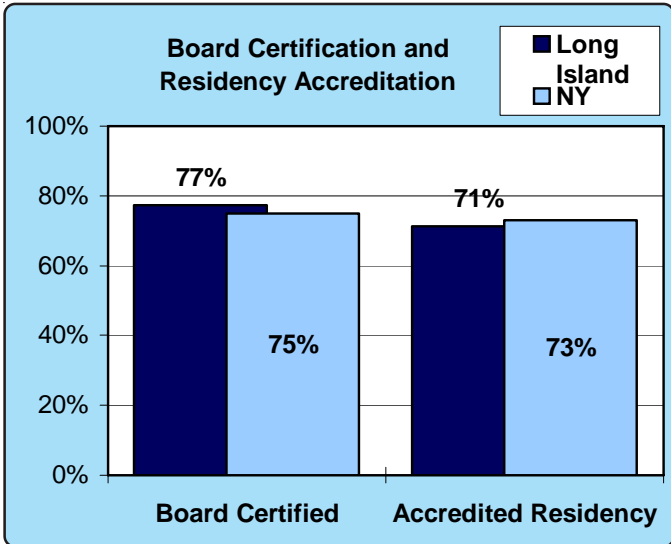 Board Certification and
Residency Accreditation
Long
Island
NY
100%
80%
60%
40%
20%
0%
77%
75%
71%
73%
Board Certified
Accredited Residency